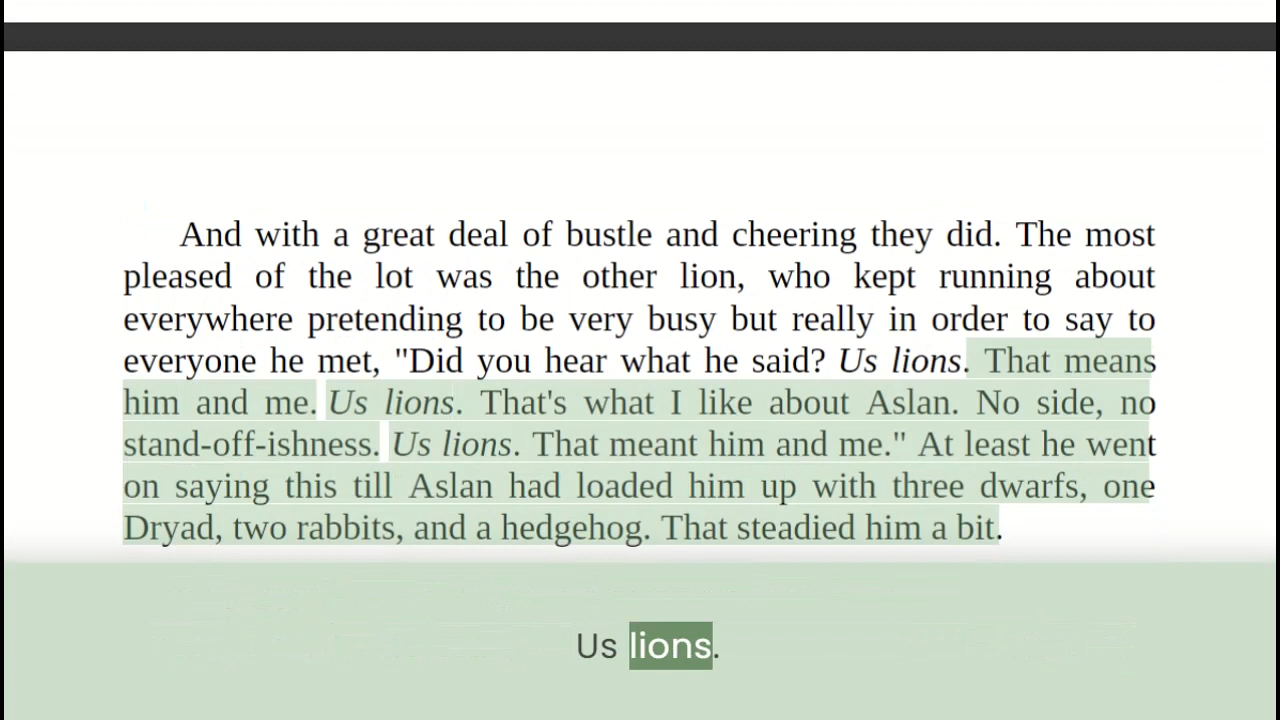 And with a great deal of bustle and cheering they did. The most
pleased of the lot was the other lion, who kept running about
everywhere pretending to be very busy but really in order to say to
everyone he met, "Did you hear what he said? Us lions. That means
him and me. Us lions. That's what I like about Aslan. No side, no
stand-off-ishness. Us lions. That meant him and me." At least he went
on saying this till Aslan had loaded him up with three dwarfs, one
Dryad, two rabbits, and a hedgehog. That steadied him a bit.
Us lions.